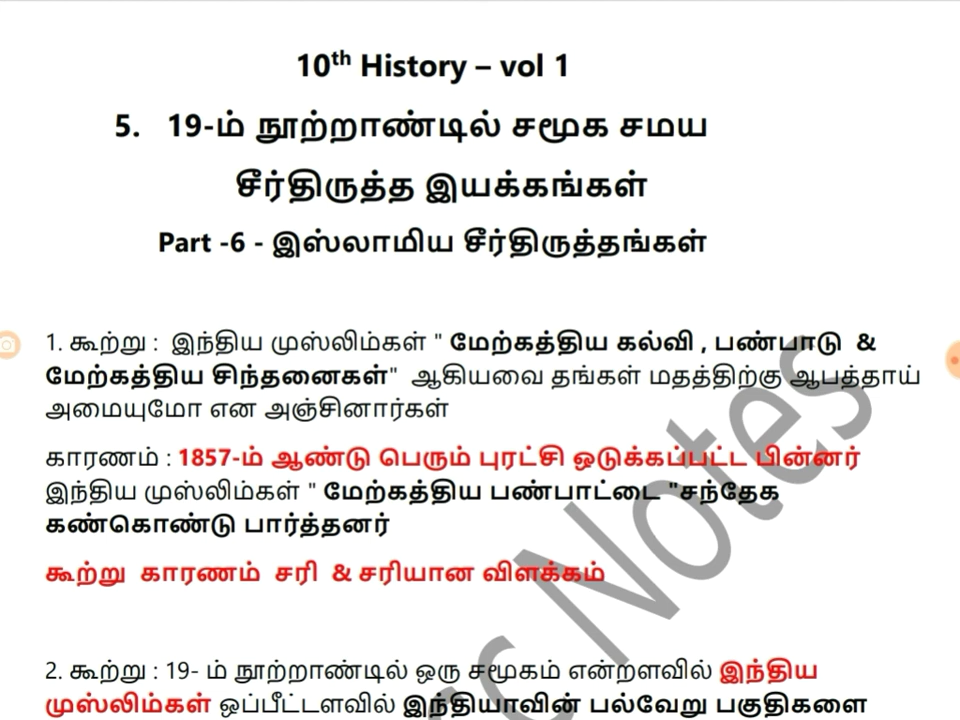 10th History – vol 1
5. 19-ம் நூற்றாண்டில் சமூக சமய
சீர்திருத்த இயக்கங்கள்
Part -6 - இஸ்லாமிய சீர்திருத்தங்கள்
1. கூற்று : இந்திய முஸ்லிம்கள் " மேற்கத்திய கல்வி , பண்பாடு &
மேற்கத்திய சிந்தனைகள்" ஆகியவை தங்கள் மதத்திற்கு ஆபத்தாய்
அமையுமோ என அஞ்சினார்கள்
காரணம் : 1857-ம் ஆண்டு பெரும் புரட்சி ஒடுக்கப்பட்ட பின்னர்
இந்திய முஸ்லிம்கள் " மேற்கத்திய பண்பாட்டை "சந்தேக
கண்கொண்டு பார்த்தனர்
கூற்று காரணம் சரி & சரியான விளக்கம்
2. கூற்று : 19- ம் நூற்றாண்டில் ஒரு சமூகம் என்றளவில் இந்திய
முஸ்லிம்கள் ஒப்பீட்டளவில் இந்தியாவின் பல்வேறு பகுதிகளை
Notes